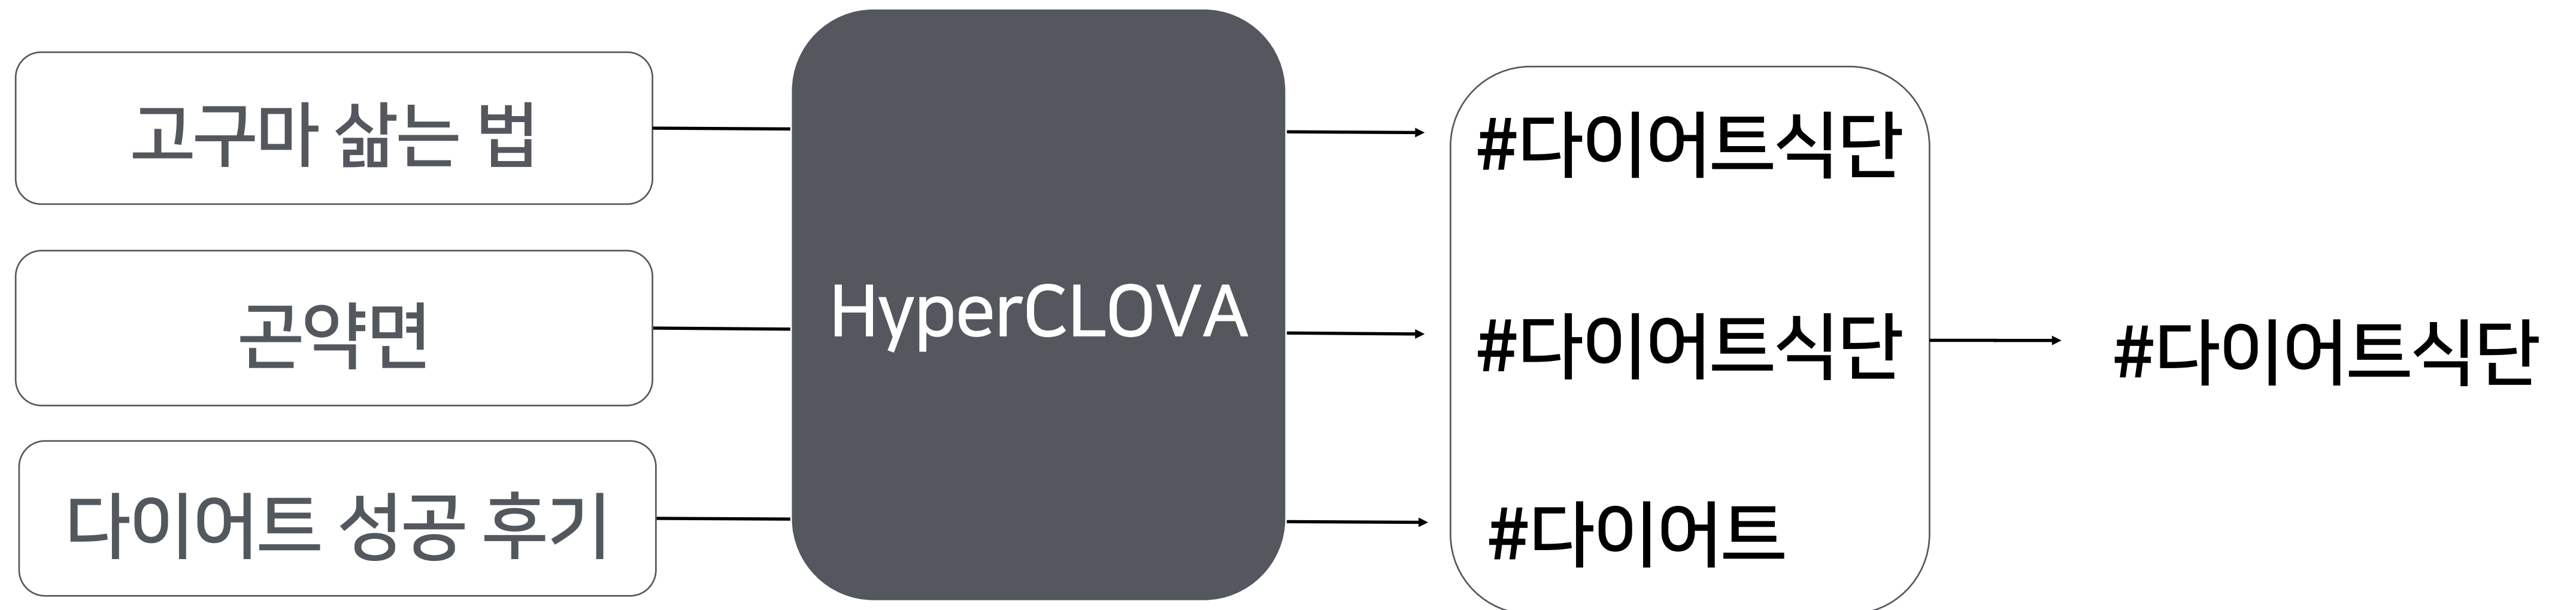 고구마 삶는 법
곤약면
다이어트 성공 후기
HyperCLOVA
#다이어트식단
#다이어트식단
#다이어트
#다이어트식단